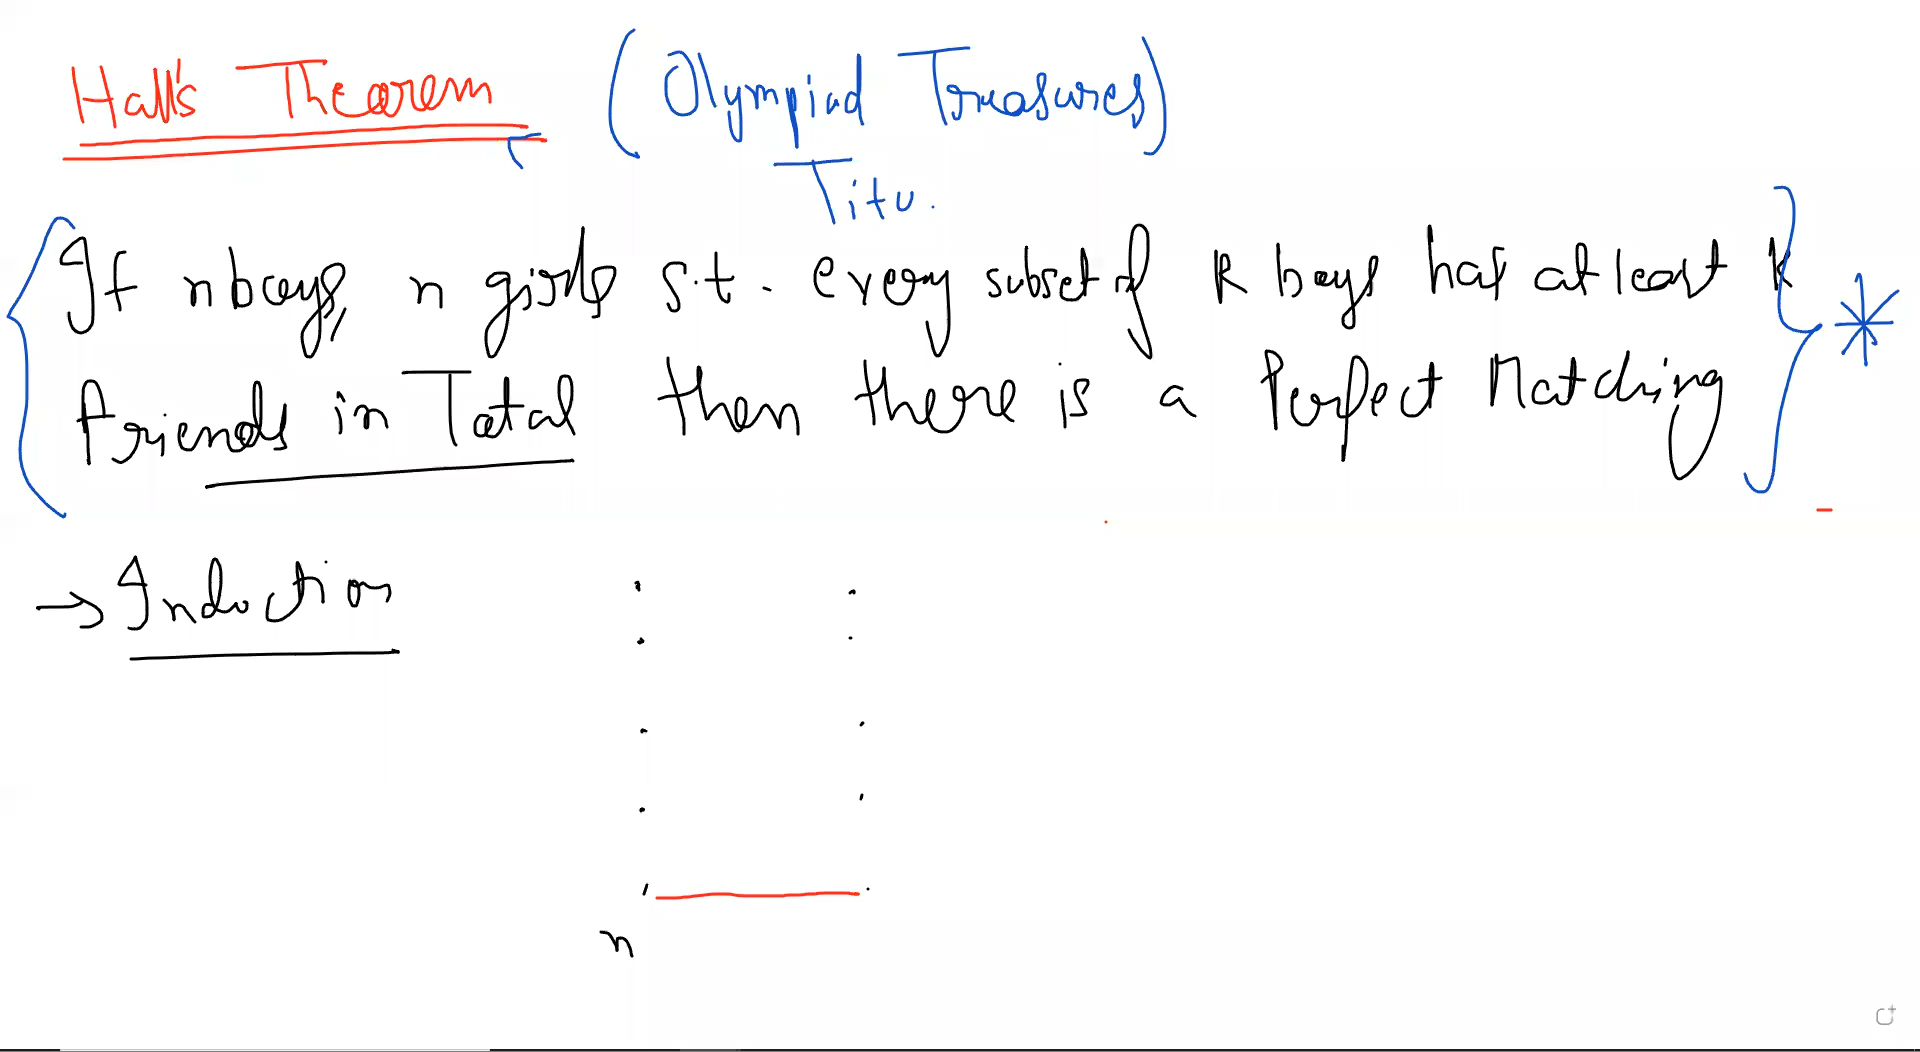 Hall's Theorem (Olympiad Treasures)
Titu.
If n boys, n girls s.t. every subset of k boys has at least k
friends in Total then there is a Perfect Matching
→ Induction
n